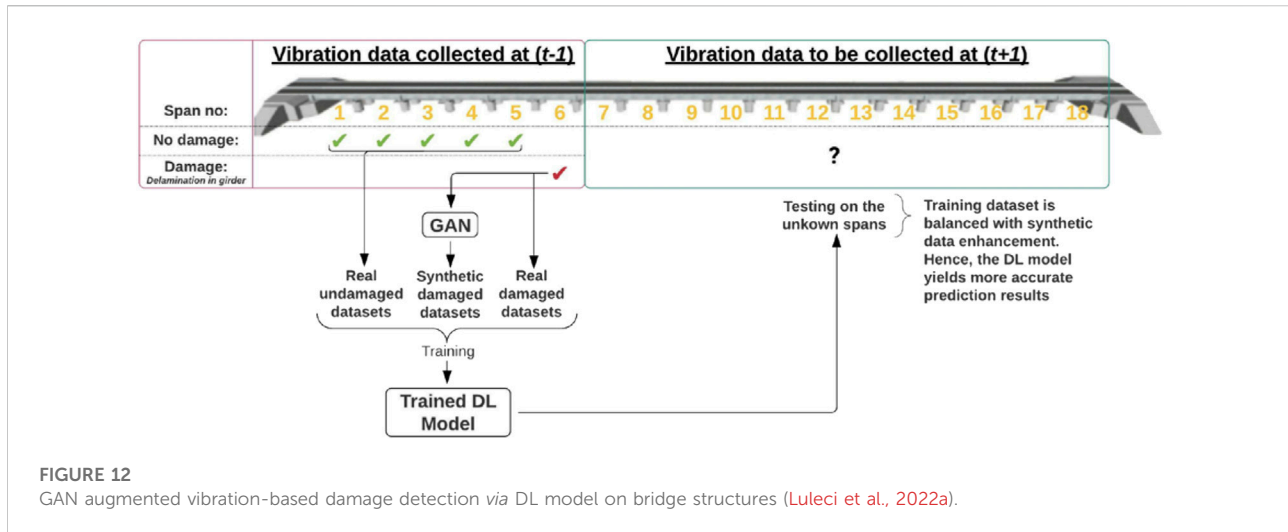 Vibration data collected at (t-1)
Vibration data to be collected at (t+1)
Span no:
1 2 3 4 5 6 7 8 9 10 11 12 13 14 15 16 17 18
No damage:
✔ ✔ ✔ ✔ ✔
?
Damage:
Delamination in girder
✔
GAN
Real
undamaged
datasets
Synthetic
damaged
datasets
Real
damaged
datasets
Training
Trained DL
Model
Testing on the
unkown spans
Training dataset is
balanced with synthetic
data enhancement.
Hence, the DL model
yields more accurate
prediction results
FIGURE 12
GAN augmented vibration-based damage detection via DL model on bridge structures (Luleci et al., 2022a).